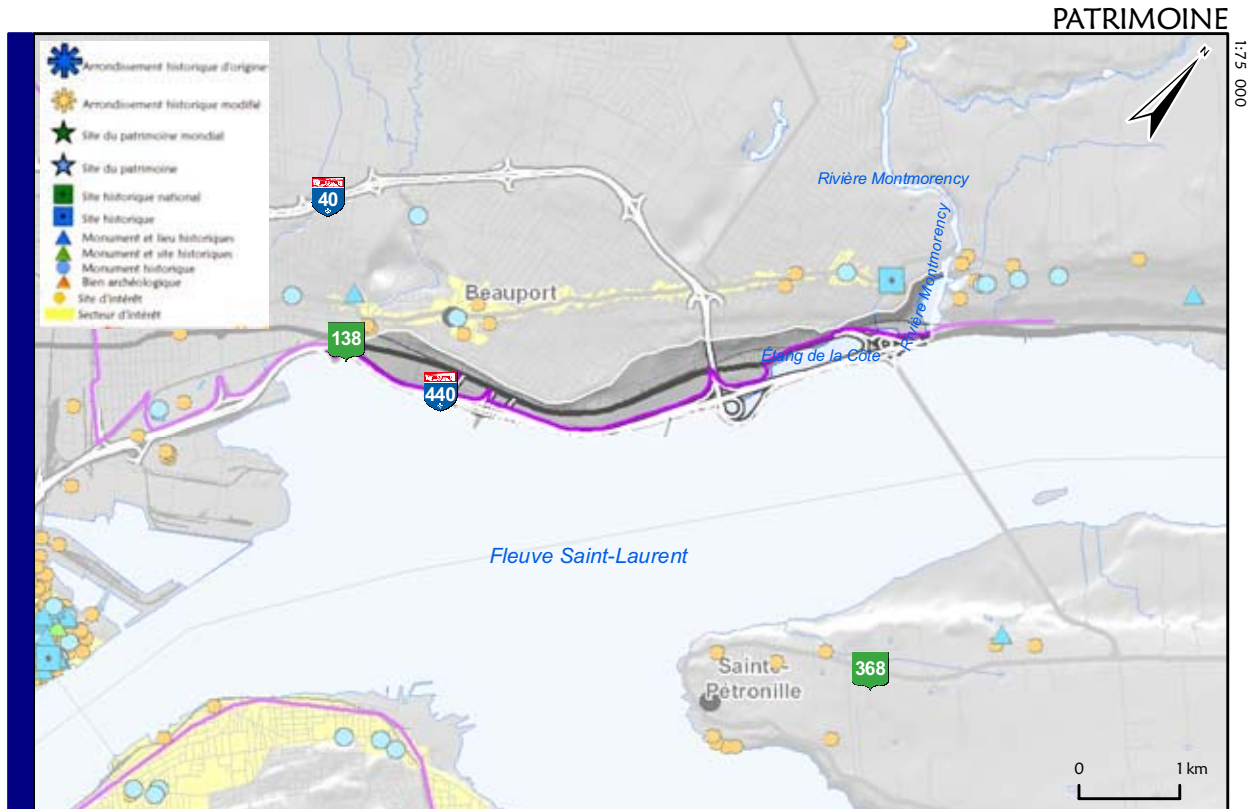 PATRIMOINE
1:75 000
Arrondissement historique d'origine
Arrondissement historique modifié
Site du patrimoine mondial
Site du patrimoine
Site historique national
Site historique
Monument et lieu historiques
Monument et site historiques
Monument historique
Bien archéologique
Site d'intérêt
Secteur d'intérêt
N
40
Rivière Montmorency
Rivière Montmorency
Beauport
138
Étang de la Côte
440
Fleuve Saint-Laurent
Sainte-
Pétronille
368
0 1 km